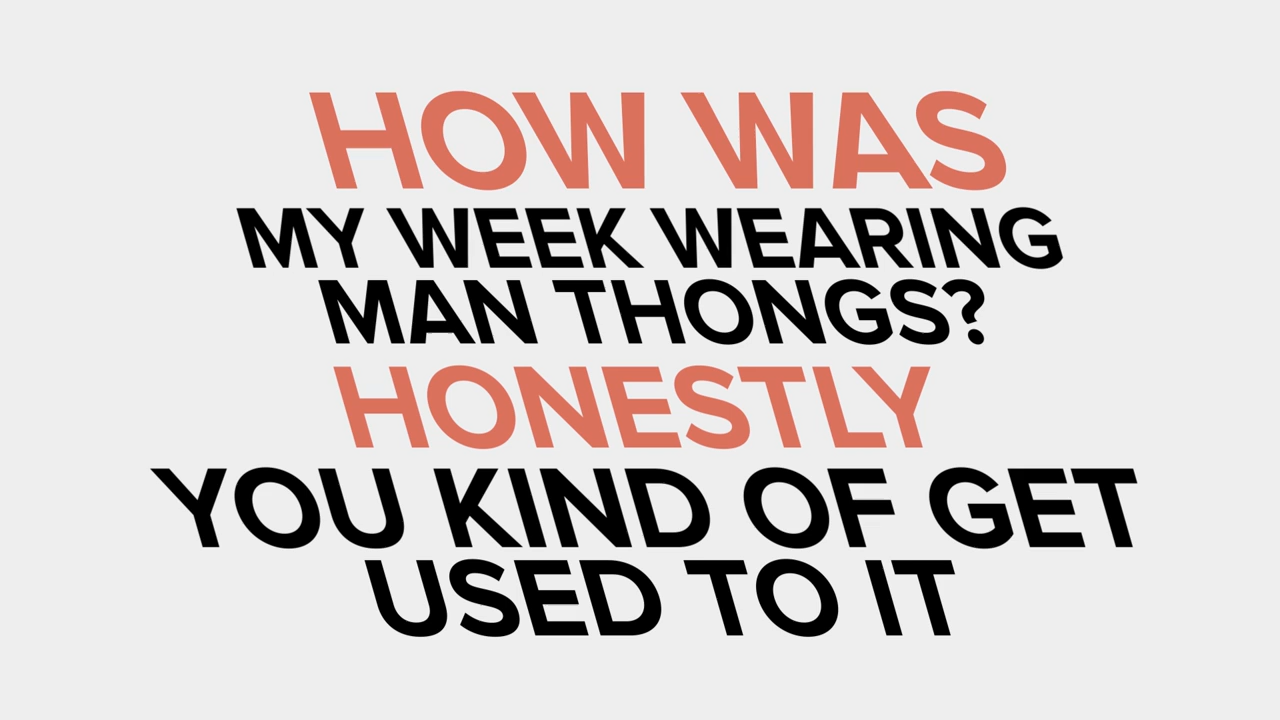 HOW WAS
MY WEEK WEARING
MAN THONGS?
HONESTLY
YOU KIND OF GET
USED TO IT